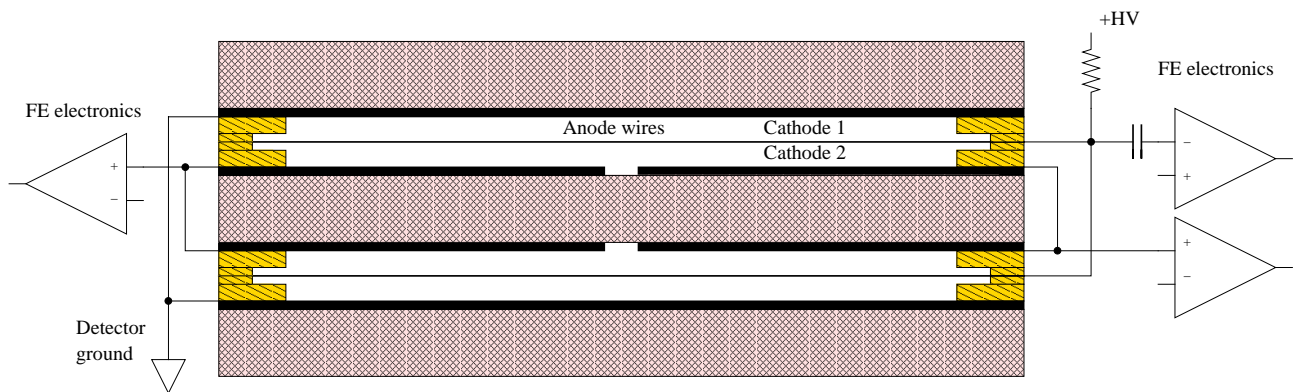 +HV
FE electronics
FE electronics
Anode wires
Cathode 1
Cathode 2
+
−
−
+
+
−
Detector
ground